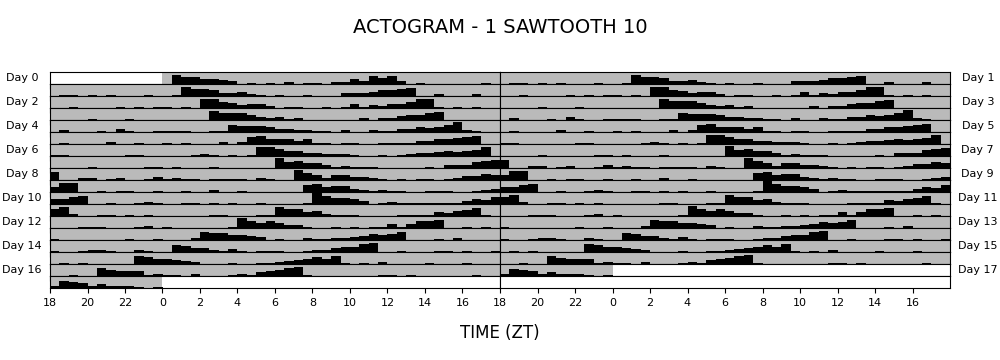 ACTOGRAM - 1 SAWTOOTH 10
Day 0
Day 1
Day 2
Day 3
Day 4
Day 5
Day 6
Day 7
Day 8
Day 9
Day 10
Day 11
Day 12
Day 13
Day 14
Day 15
Day 16
Day 17
18 20 22 0 2 4 6 8 10 12 14 16 18 20 22 0 2 4 6 8 10 12 14 16
TIME (ZT)